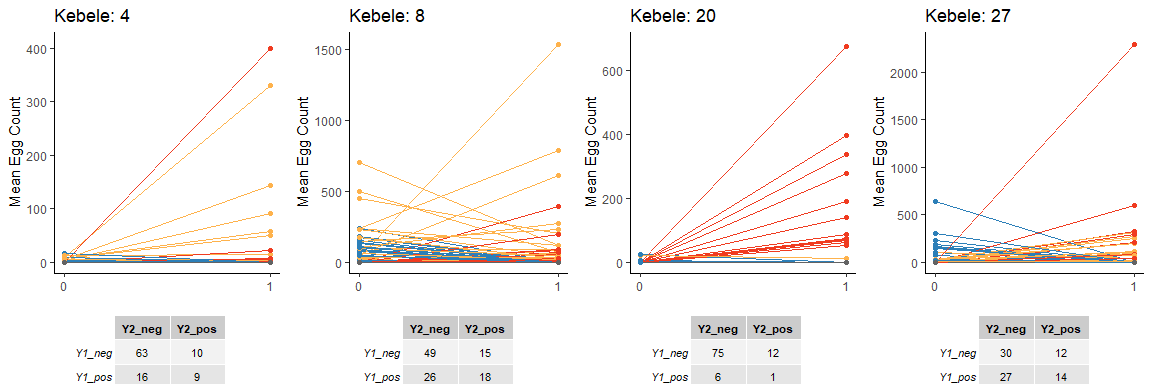 Kebele: 4
Mean Egg Count
400
300
200
100
0
0 1
Y2_neg Y2_pos
Y1_neg 63 10
Y1_pos 16 9
Kebele: 8
Mean Egg Count
1500
1000
500
0
0 1
Y2_neg Y2_pos
Y1_neg 49 15
Y1_pos 26 18
Kebele: 20
Mean Egg Count
600
400
200
0
0 1
Y2_neg Y2_pos
Y1_neg 75 12
Y1_pos 6 1
Kebele: 27
Mean Egg Count
2000
1500
1000
500
0
0 1
Y2_neg Y2_pos
Y1_neg 30 12
Y1_pos 27 14